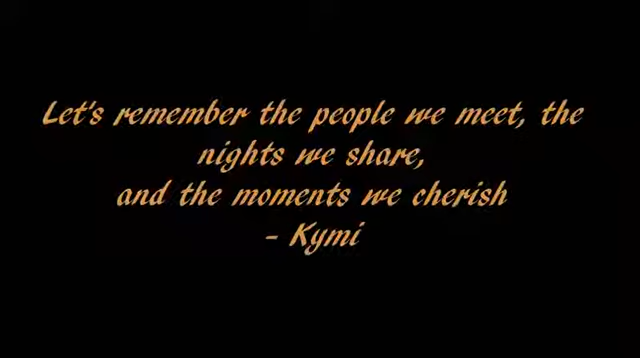 Let's remember the people we meet, the
nights we share,
and the moments we cherish
- Kymi